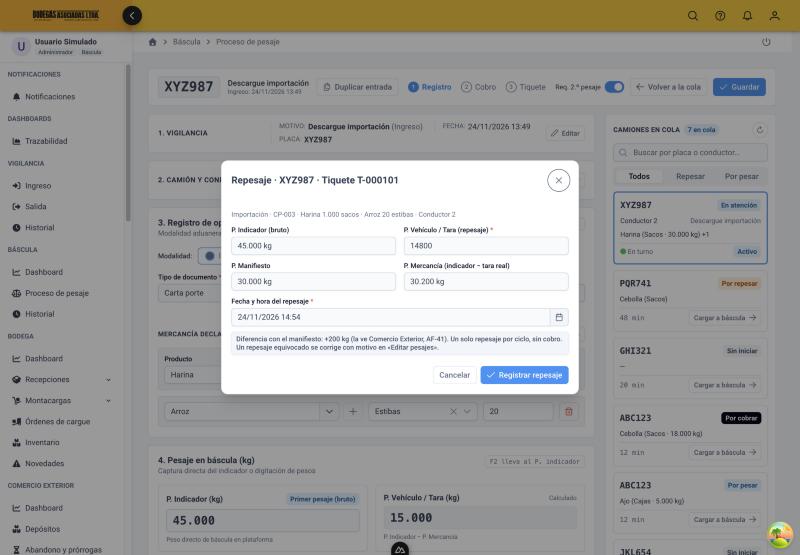 BODEGAS ASOCIADAS LTDA.
U
Usuario Simulado
Administrador Báscula
NOTIFICACIONES
Notificaciones
DASHBOARDS
Trazabilidad
VIGILANCIA
Ingreso
Salida
Historial
BÁSCULA
Dashboard
Proceso de pesaje
Historial
BODEGA
Dashboard
Recepciones
Montacargas
Órdenes de cargue
Inventario
Novedades
COMERCIO EXTERIOR
Dashboard
Depósitos
Abandono y prórrogas
Báscula > Proceso de pesaje
XYZ987
Descargue importación
Ingreso: 24/11/2026 13:49
Duplicar entrada
1 Registro
2 Cobro
3 Tiquete
Req. 2.º pesaje
Volver a la cola
Guardar
1. VIGILANCIA
MOTIVO: Descargue importación (Ingreso)
FECHA: 24/11/2026 13:49
PLACA: XYZ987
Editar
2. CAMIÓN Y CON
3. Registro de op
Modalidad aduaner
Modalidad:
Tipo de documento *
Carta porte
MERCANCÍA DECLA
Producto
Harina
Arroz
Estibas
20
4. Pesaje en báscula (kg)
Captura directa del indicador o digitación de pesos
F2 lleva al P. indicador
P. Indicador (kg)
Primer pesaje (bruto)
45.000
Peso directo de báscula en plataforma
P. Vehículo / Tara (kg)
Calculado
15.000
P. Indicador − P. Mercancía
Repesaje · XYZ987 · Tiquete T-000101
Importación · CP-003 · Harina 1.000 sacos · Arroz 20 estibas · Conductor 2
P. Indicador (bruto)
45.000 kg
P. Vehículo / Tara (repesaje) *
14800
P. Manifiesto
30.000 kg
P. Mercancía (indicador − tara real)
30.200 kg
Fecha y hora del repesaje *
24/11/2026 14:54
Diferencia con el manifiesto: +200 kg (la ve Comercio Exterior, AF-41). Un solo repesaje por ciclo, sin cobro.
Un repesaje equivocado se corrige con motivo en «Editar pesajes».
Cancelar
Registrar repesaje
CAMIONES EN COLA
7 en cola
Buscar por placa o conductor...
Todos
Repesar
Por pesar
XYZ987
En atención
Conductor 2
Descargue importación
Harina (Sacos · 30.000 kg) +1
En turno
Activo
PQR741
Por repesar
Cebolla (Sacos)
48 min
Cargar a báscula
GHI321
Sin iniciar
—
20 min
Cargar a báscula
ABC123
Por cobrar
Cebolla (Sacos · 18.000 kg)
12 min
Cargar a báscula
ABC123
Por pesar
Ajo (Cajas · 5.000 kg)
12 min
Cargar a báscula
JKL654
Sin iniciar